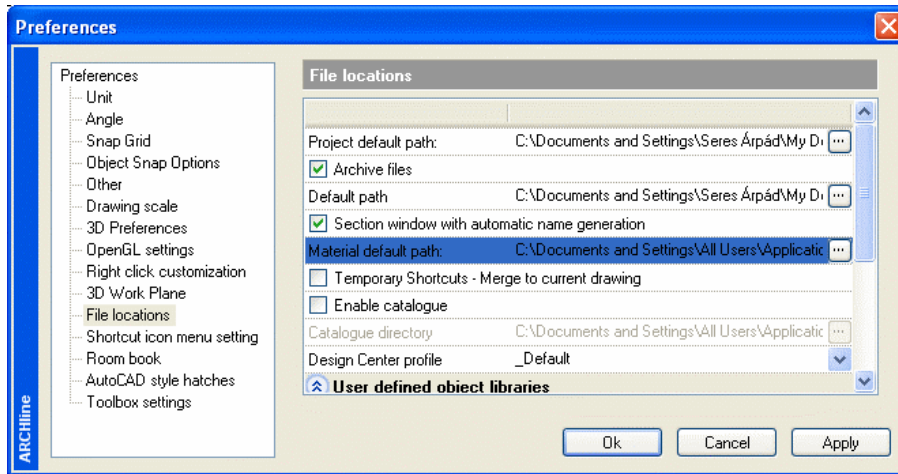 Preferences
ARCHline
Preferences
Unit
Angle
Snap Grid
Object Snap Options
Other
Drawing scale
3D Preferences
OpenGL settings
Right click customization
3D Work Plane
File locations
Shortcut icon menu setting
Room book
AutoCAD style hatches
Toolbox settings
File locations
Project default path: C:\Documents and Settings\Seres Árpád\My D ...
Archive files
Default path C:\Documents and Settings\Seres Árpád\My D ...
Section window with automatic name generation
Material default path: C:\Documents and Settings\All Users\Applicatic ...
Temporary Shortcuts - Merge to current drawing
Enable catalogue
Catalogue directory C:\Documents and Settings\All Users\Applicatic ...
Design Center profile _Default
User defined object libraries
Ok Cancel Apply